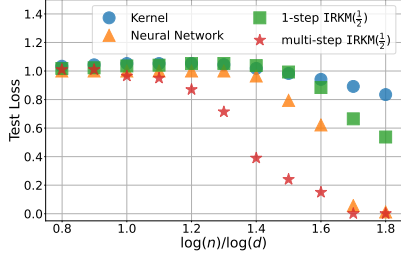 1.4
1.2
1.0
0.8
0.6
0.4
0.2
0.0
Test Loss
Kernel
Neural Network
1-step IRKM(1/2)
multi-step IRKM(1/2)
0.8 1.0 1.2 1.4 1.6 1.8
log(n)/log(d)